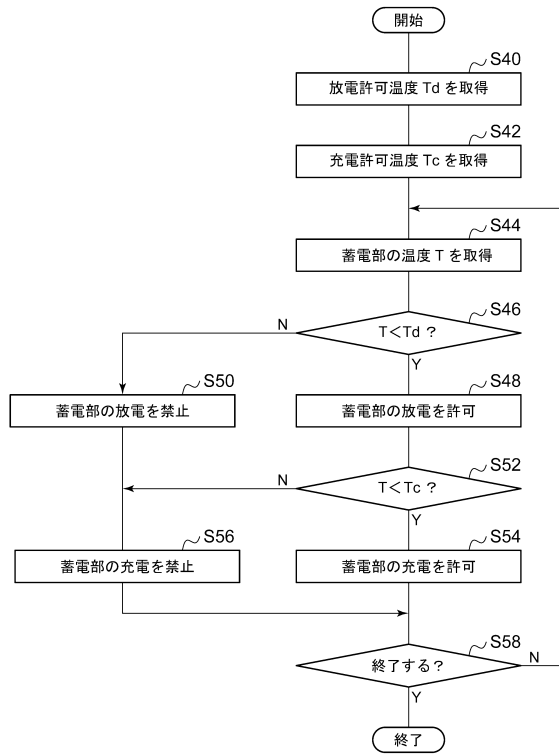 開始
S40
放電許可温度 Td を取得
S42
充電許可温度 Tc を取得
S44
蓄電部の温度 T を取得
S46
T<Td ?
N
Y
S50
蓄電部の放電を禁止
S48
蓄電部の放電を許可
S52
T<Tc ?
N
Y
S56
蓄電部の充電を禁止
S54
蓄電部の充電を許可
S58
終了する?
N
Y
終了